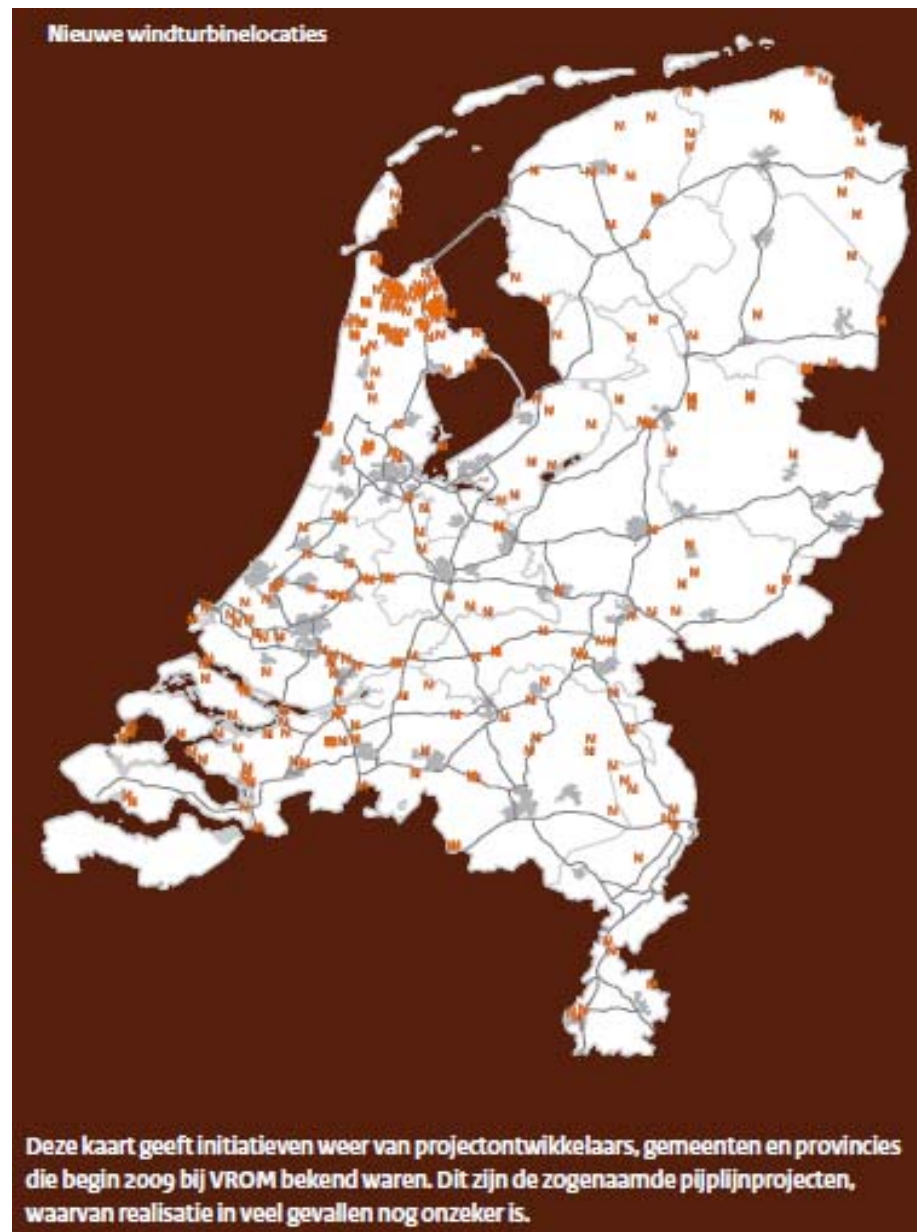 Nieuwe windturbinelocaties
Deze kaart geeft initiatieven weer van projectontwikkelaars, gemeenten en provincies
die begin 2009 bij VROM bekend waren. Dit zijn de zogenaamde pijplijnprojecten,
waarvan realisatie in veel gevallen nog onzeker is.